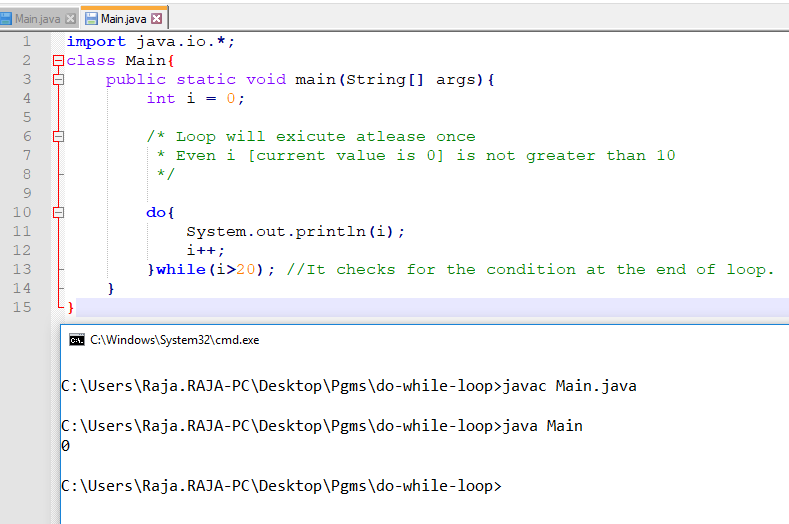 Main.java Main.java
1 import java.io.*;
2 class Main{
3 public static void main(String[] args){
4 int i = 0;
5
6 /* Loop will exicute atlease once
7 * Even i [current value is 0] is not greater than 10
8 */
9
10 do{
11 System.out.println(i);
12 i++;
13 }while(i>20); //It checks for the condition at the end of loop.
14 }
15 }
C:\. C:\Windows\System32\cmd.exe
C:\Users\Raja.RAJA-PC\Desktop\Pgms\do-while-loop>javac Main.java
C:\Users\Raja.RAJA-PC\Desktop\Pgms\do-while-loop>java Main
0
C:\Users\Raja.RAJA-PC\Desktop\Pgms\do-while-loop>